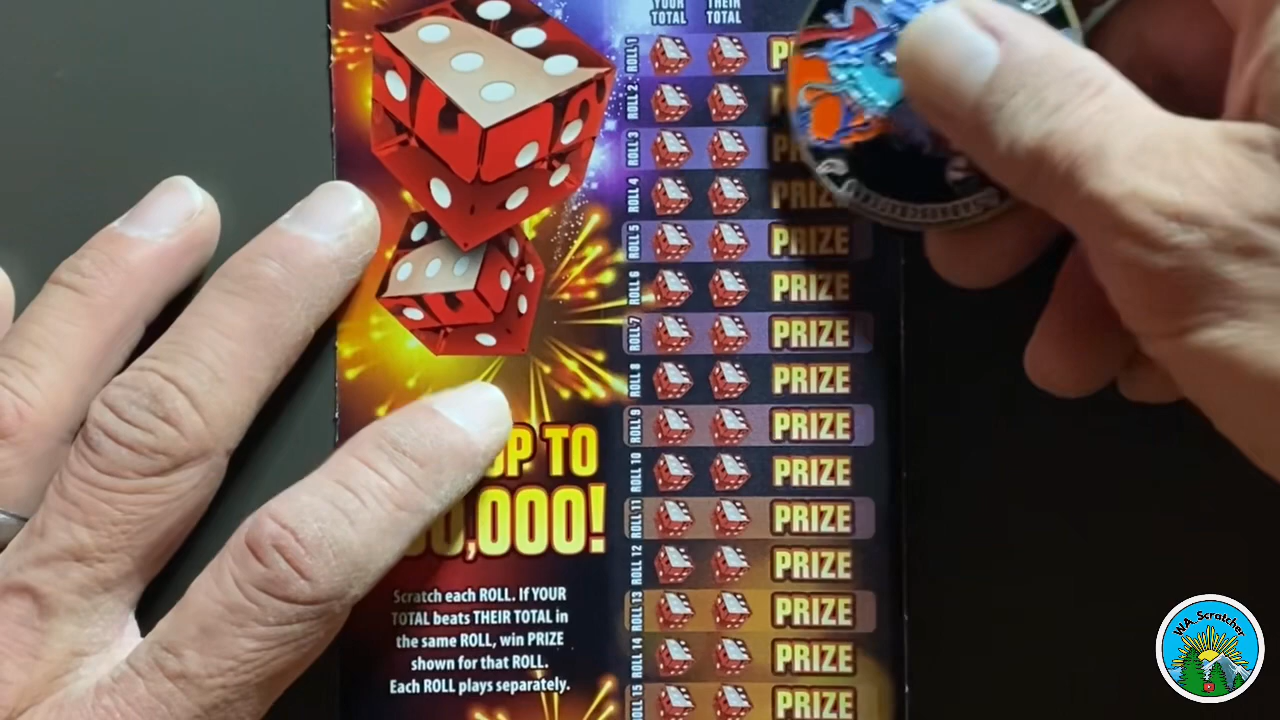 YOUR TOTAL
THEIR TOTAL
ROLL 1
ROLL 2
ROLL 3
ROLL 4 PRIZE
ROLL 5 PRIZE
ROLL 6 PRIZE
ROLL 7 PRIZE
ROLL 8 PRIZE
ROLL 9 PRIZE
ROLL 10 PRIZE
ROLL 11 PRIZE
ROLL 12 PRIZE
ROLL 13 PRIZE
ROLL 14 PRIZE
ROLL 15 PRIZE
UP TO
0,000!
Scratch each ROLL. If YOUR
TOTAL beats THEIR TOTAL in
the same ROLL, win PRIZE
shown for that ROLL.
Each ROLL plays separately.
W.A. Scratcher